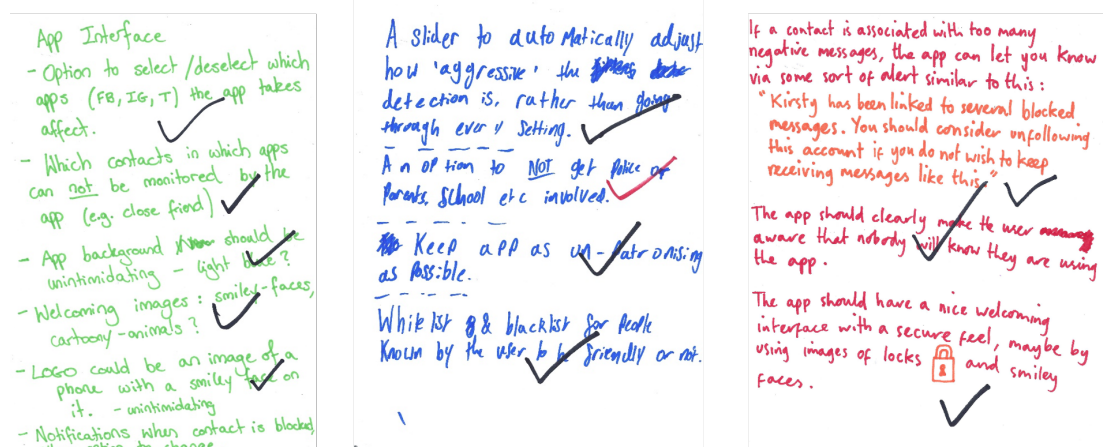 App Interface
- Option to select/deselect which
apps (FB, IG, T) the app takes
affect.
- Which contacts in which apps
can not be monitored by the
app (e.g. close friend)
- App background should be
unintimidating - light blue?
- Welcoming images: smiley-faces,
cartoony-animals?
- LOGO could be an image of a
phone with a smiley face on
it. - unintimidating
- Notifications when contact is blocked,
A slider to automatically adjust
how 'aggressive' the
detection is, rather than going
through every setting.
An option to NOT get Police or
Parents, School etc involved.
Keep app as un-patronising
as Possible.
White list & blacklist for People
Known by the user to be friendly or not.
If a contact is associated with too many
negative messages, the app can let you know
via some sort of alert similar to this:
"Kirsty has been linked to several blocked
messages. You should consider unfollowing
this account if you do not wish to keep
receiving messages like this."
The app should clearly make the user
aware that nobody will know they are using
the app.
The app should have a nice welcoming
interface with a secure feel, maybe by
using images of locks and smiley
faces.